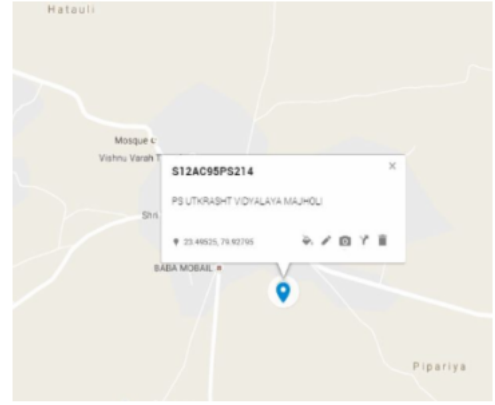 Hatauli
Mosque
Vishnu Varah T
S12AC95PS214
PS UTKRASHT VIDYALAYA MAJHOLI
Shri
23.49525, 79.92795
BABA MOBAIL
Pipariya